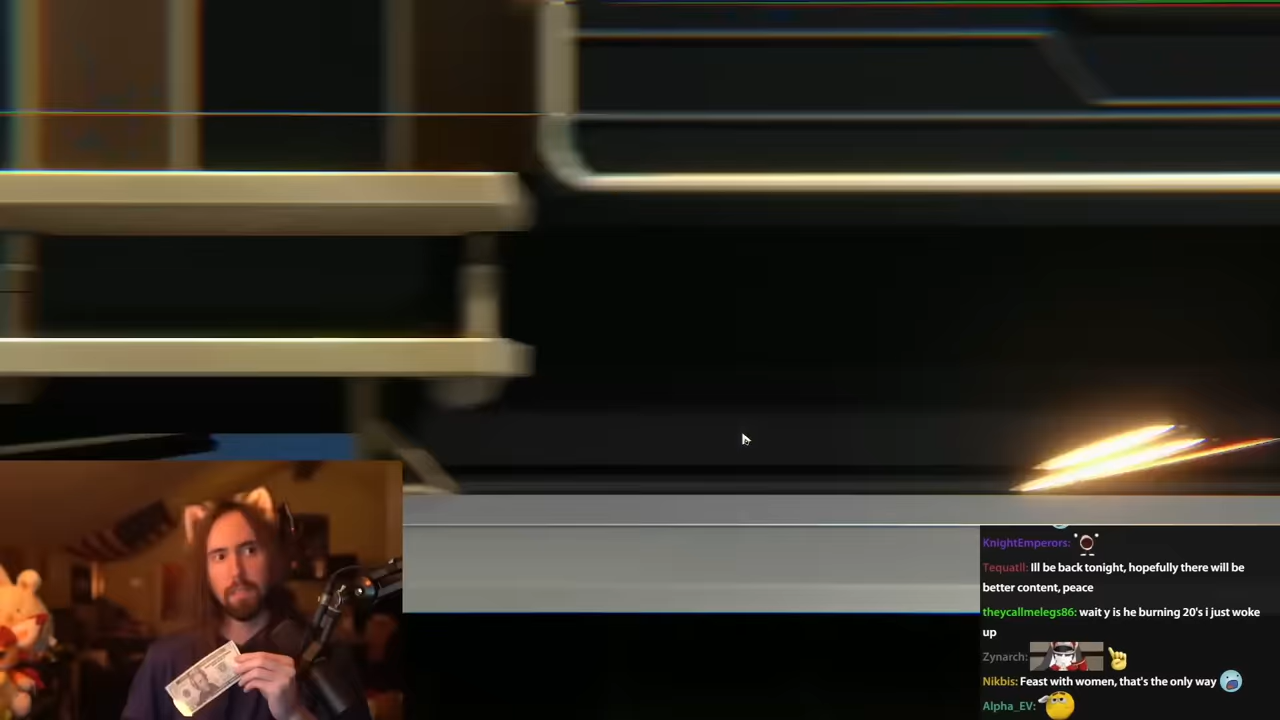 KnightEmperors:
Tequatll: Ill be back tonight, hopefully there will be
better content, peace
theycallmelegs86: wait y is he burning 20's i just woke
up
Zynarch:
Nikbis: Feast with women, that's the only way
Alpha_EV: